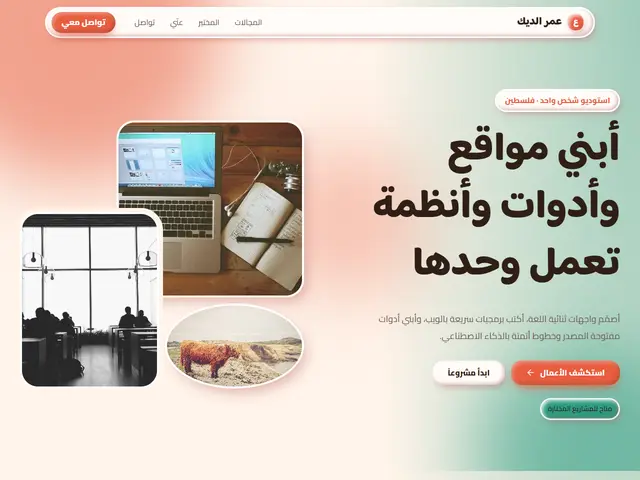 ع
عمر الديك
المجالات
المختبر
عنّي
تواصل
تواصل معي
استوديو شخص واحد · فلسطين
أبني مواقع
وأدوات وأنظمة
تعمل وحدها
أصمّم واجهات ثنائية اللغة، أكتب برمجيات سريعة بالويب، وأبني أدوات
مفتوحة المصدر وخطوط أتمتة بالذكاء الاصطناعي.
استكشف الأعمال ←
ابدأ مشروعاً
متاح للمشاريع المختارة